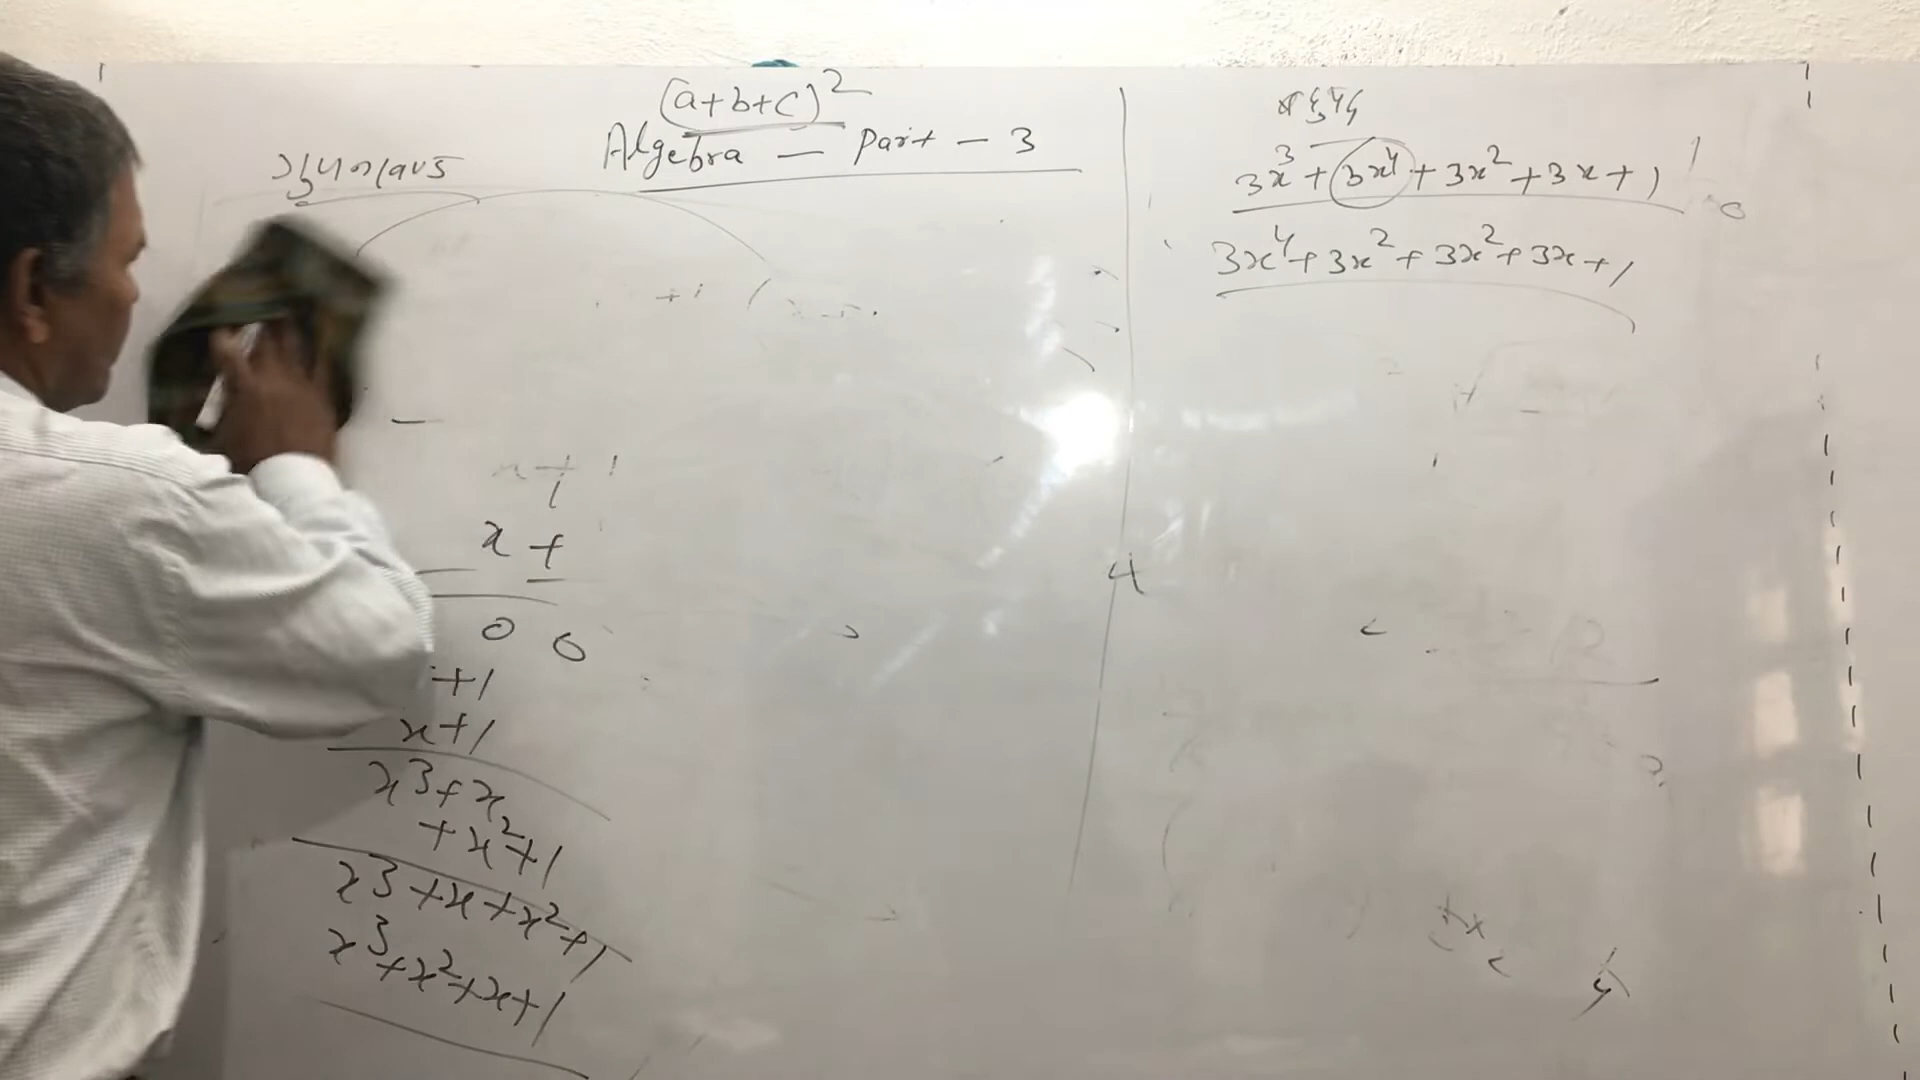 (a+b+c)²
Algebra — Part - 3
3x³ + 3x⁴ + 3x² + 3x + 1
3x⁴ + 3x² + 3x² + 3x + 1
x +
0 0
+1
x+1
x³+x
+x²+1
x³+x+x²+1
x³+x²+x+1